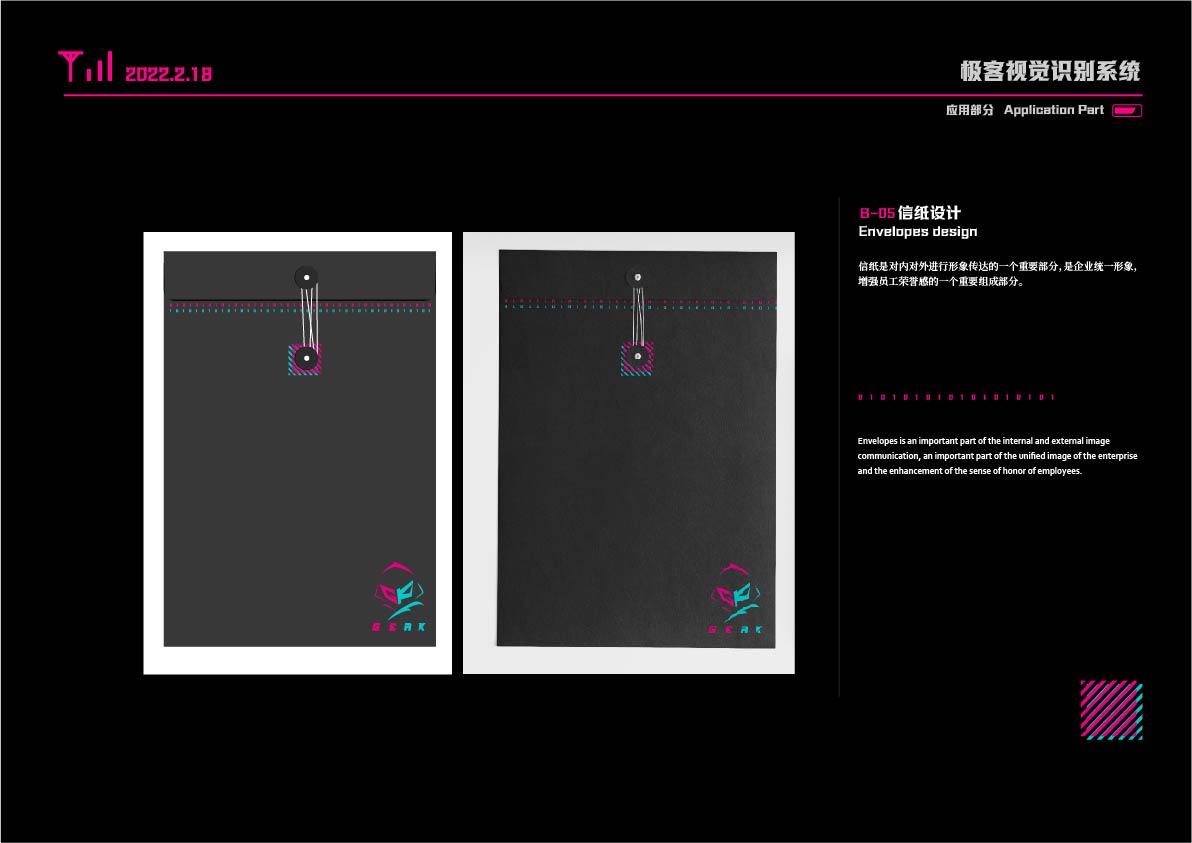 2022.2.18
极客视觉识别系统
应用部分 Application Part
B-05信纸设计
Envelopes design
信纸是对内对外进行形象传达的一个重要部分,是企业统一形象,
增强员工荣誉感的一个重要组成部分。
0 1 0 1 0 1 0 1 0 1 0 1 0 1 0 1 0 1
Envelopes is an important part of the internal and external image
communication, an important part of the unified image of the enterprise
and the enhancement of the sense of honor of employees.
GEAK
GEAK